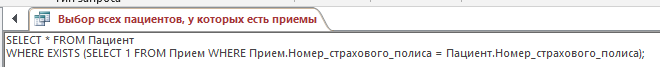 Выбор всех пациентов, у которых есть приемы
SELECT * FROM Пациент
WHERE EXISTS (SELECT 1 FROM Прием WHERE Прием.Номер_страхового_полиса = Пациент.Номер_страхового_полиса);